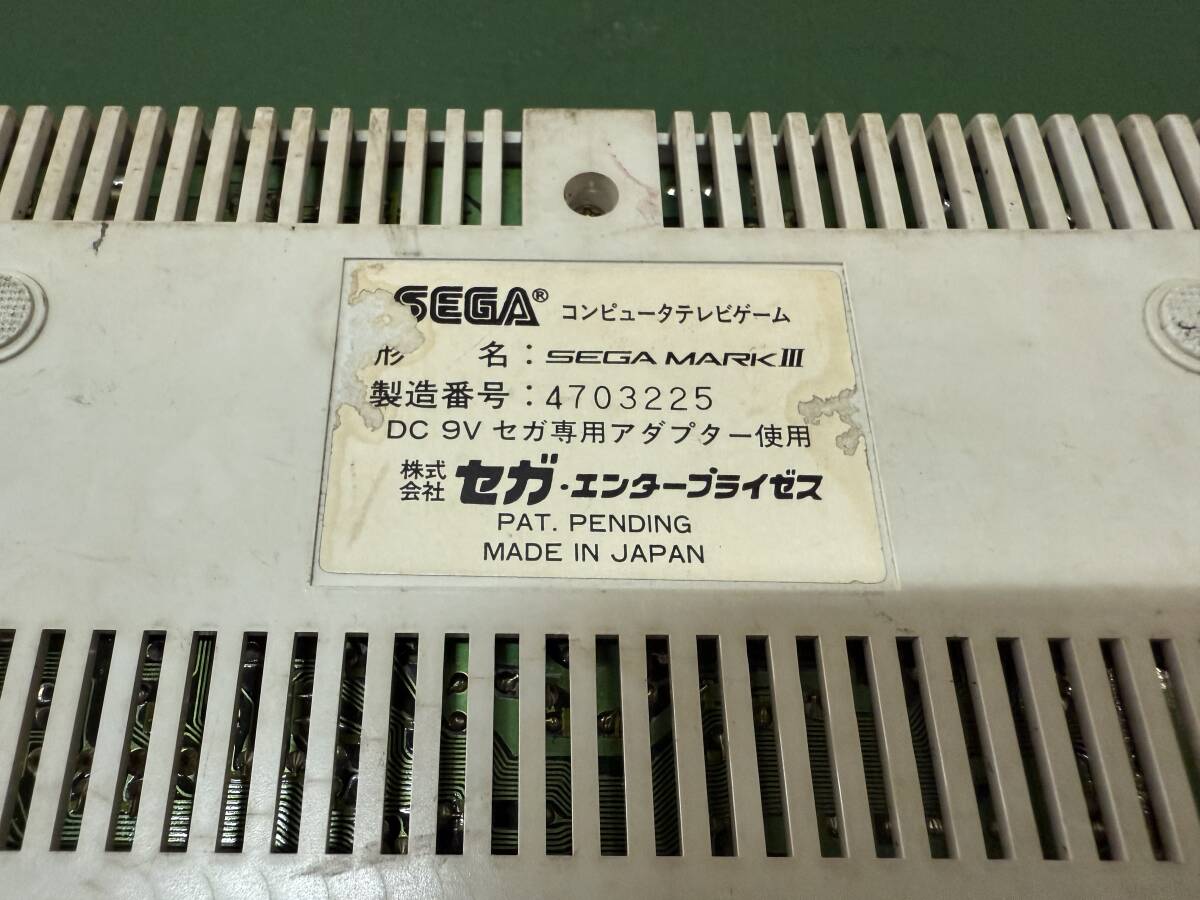 SEGA® コンピュータテレビゲーム
形 名 : SEGA MARK III
製造番号 : 4703225
DC 9V セガ専用アダプター使用
株式会社 セガ・エンタープライゼス
PAT. PENDING
MADE IN JAPAN